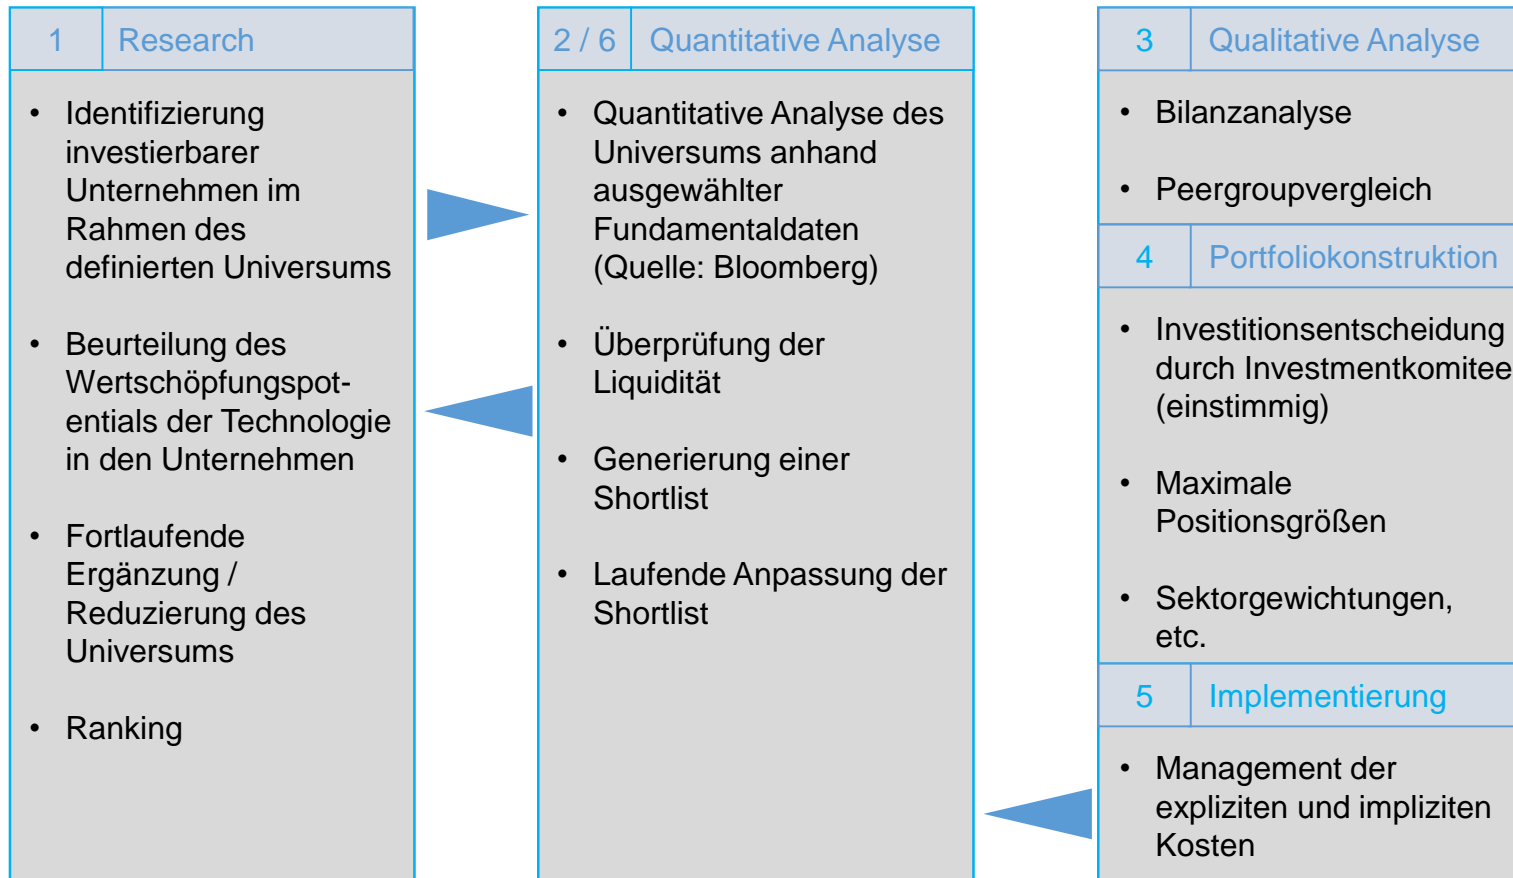 1 Research
• Identifizierung
investierbarer
Unternehmen im
Rahmen des
definierten Universums
• Beurteilung des
Wertschöpfungspot-
entials der Technologie
in den Unternehmen
• Fortlaufende
Ergänzung /
Reduzierung des
Universums
• Ranking
2 / 6 Quantitative Analyse
• Quantitative Analyse des
Universums anhand
ausgewählter
Fundamentaldaten
(Quelle: Bloomberg)
• Überprüfung der
Liquidität
• Generierung einer
Shortlist
• Laufende Anpassung der
Shortlist
3 Qualitative Analyse
• Bilanzanalyse
• Peergroupvergleich
4 Portfoliokonstruktion
• Investitionsentscheidung
durch Investmentkomitee
(einstimmig)
• Maximale
Positionsgrößen
• Sektorgewichtungen,
etc.
5 Implementierung
• Management der
expliziten und impliziten
Kosten